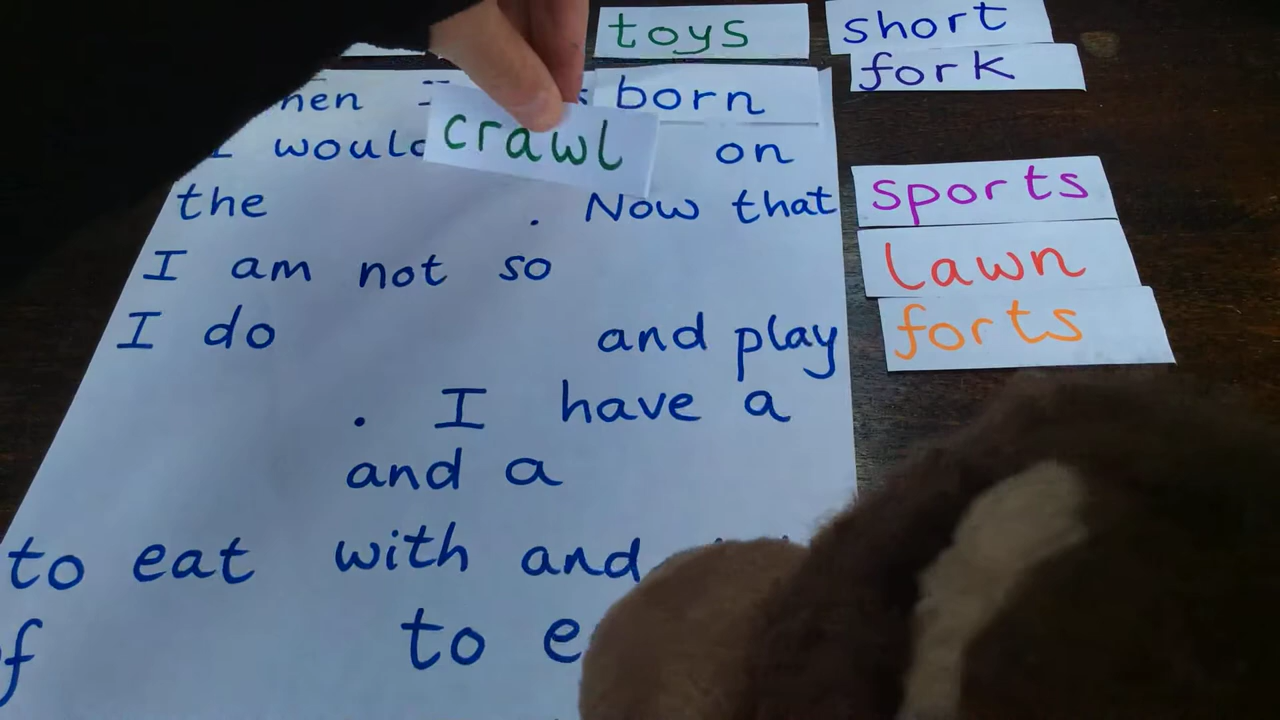 toys short
fork
born
would crawl on
the . Now that sports
I am not so lawn
I do and play forts
. I have a
and a
to eat with and
to